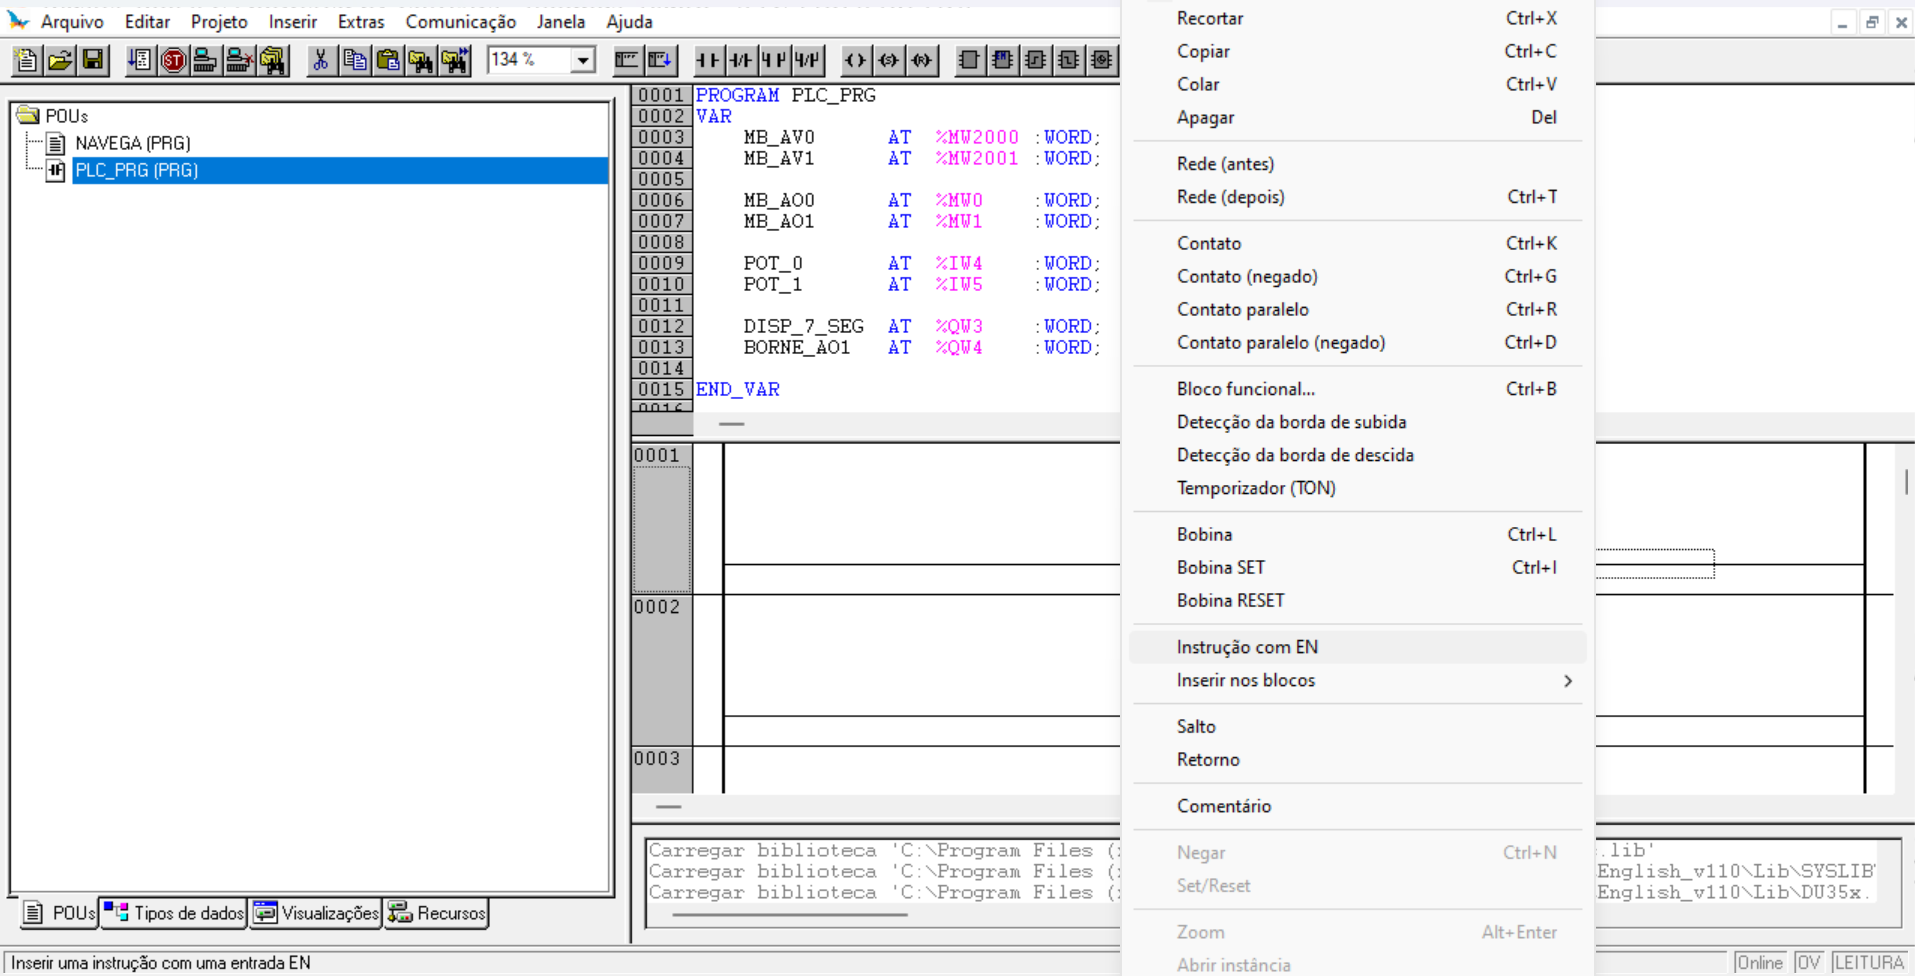 Arquivo Editar Projeto Inserir Extras Comunicação Janela Ajuda
134 %
POUs
NAVEGA (PRG)
PLC_PRG (PRG)
POUs Tipos de dados Visualizações Recursos
0001 PROGRAM PLC_PRG
0002 VAR
0003 MB_AV0 AT %MW2000 :WORD;
0004 MB_AV1 AT %MW2001 :WORD;
0005
0006 MB_AO0 AT %MW0 :WORD;
0007 MB_AO1 AT %MW1 :WORD;
0008
0009 POT_0 AT %IW4 :WORD;
0010 POT_1 AT %IW5 :WORD;
0011
0012 DISP_7_SEG AT %QW3 :WORD;
0013 BORNE_AO1 AT %QW4 :WORD;
0014
0015 END_VAR
0016
0001
0002
0003
Carregar biblioteca 'C:\Program Files ( .lib'
Carregar biblioteca 'C:\Program Files ( English_v110\Lib\SYSLIB
Carregar biblioteca 'C:\Program Files ( English_v110\Lib\DU35x.
Recortar Ctrl+X
Copiar Ctrl+C
Colar Ctrl+V
Apagar Del
Rede (antes)
Rede (depois) Ctrl+T
Contato Ctrl+K
Contato (negado) Ctrl+G
Contato paralelo Ctrl+R
Contato paralelo (negado) Ctrl+D
Bloco funcional... Ctrl+B
Detecção da borda de subida
Detecção da borda de descida
Temporizador (TON)
Bobina Ctrl+L
Bobina SET Ctrl+I
Bobina RESET
Instrução com EN
Inserir nos blocos
Salto
Retorno
Comentário
Negar Ctrl+N
Set/Reset
Zoom Alt+Enter
Abrir instância
Inserir uma instrução com uma entrada EN
Online OV LEITURA